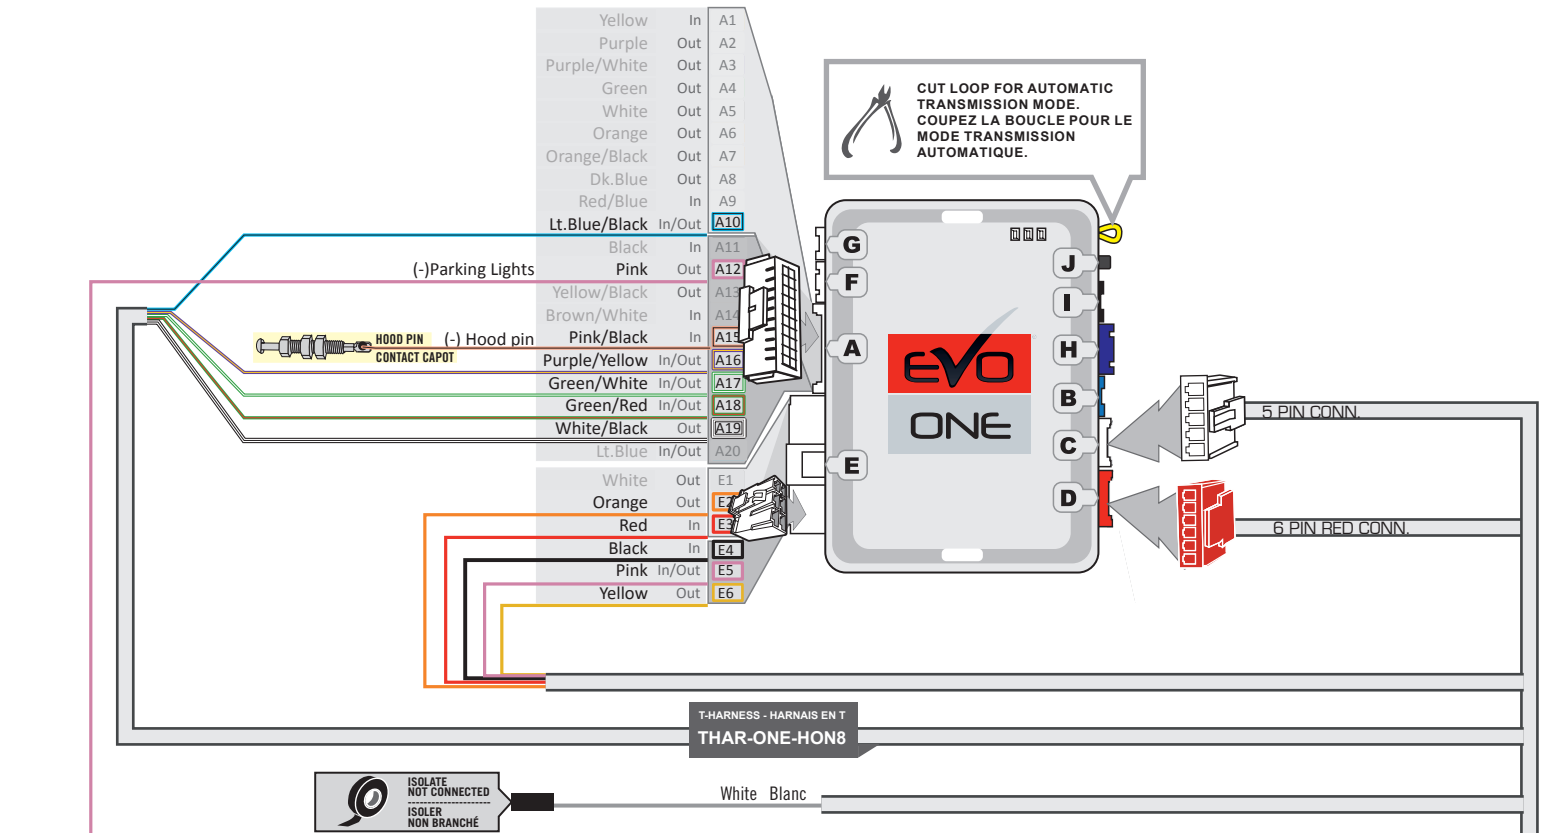 Yellow In A1
Purple Out A2
Purple/White Out A3
Green Out A4
White Out A5
Orange Out A6
Orange/Black Out A7
Dk.Blue Out A8
Red/Blue In A9
Lt.Blue/Black In/Out A10
Black In A11
(-)Parking Lights Pink Out A12
Yellow/Black Out A13
Brown/White In A14
HOOD PIN
CONTACT CAPOT
(-) Hood pin Pink/Black In A15
Purple/Yellow In/Out A16
Green/White In/Out A17
Green/Red In/Out A18
White/Black Out A19
Lt.Blue In/Out A20
White Out E1
Orange Out E2
Red In E3
Black In E4
Pink In/Out E5
Yellow Out E6
CUT LOOP FOR AUTOMATIC
TRANSMISSION MODE.
COUPEZ LA BOUCLE POUR LE
MODE TRANSMISSION
AUTOMATIQUE.
G
F
A
E
J
I
H
B
C
D
EVO
ONE
5 PIN CONN.
6 PIN RED CONN.
T-HARNESS - HARNAIS EN T
THAR-ONE-HON8
ISOLATE
NOT CONNECTED
ISOLER
NON BRANCHÉ
White Blanc